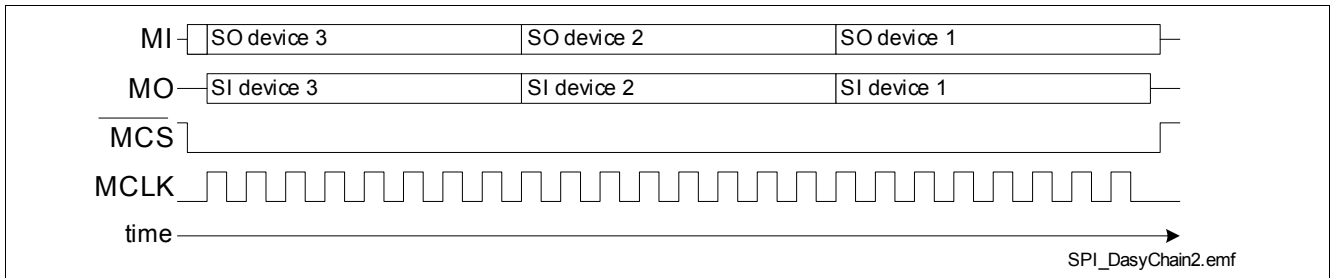 MI SO device 3 SO device 2 SO device 1
MO SI device 3 SI device 2 SI device 1
MCS
MCLK
time
SPI_DasyChain2.emf